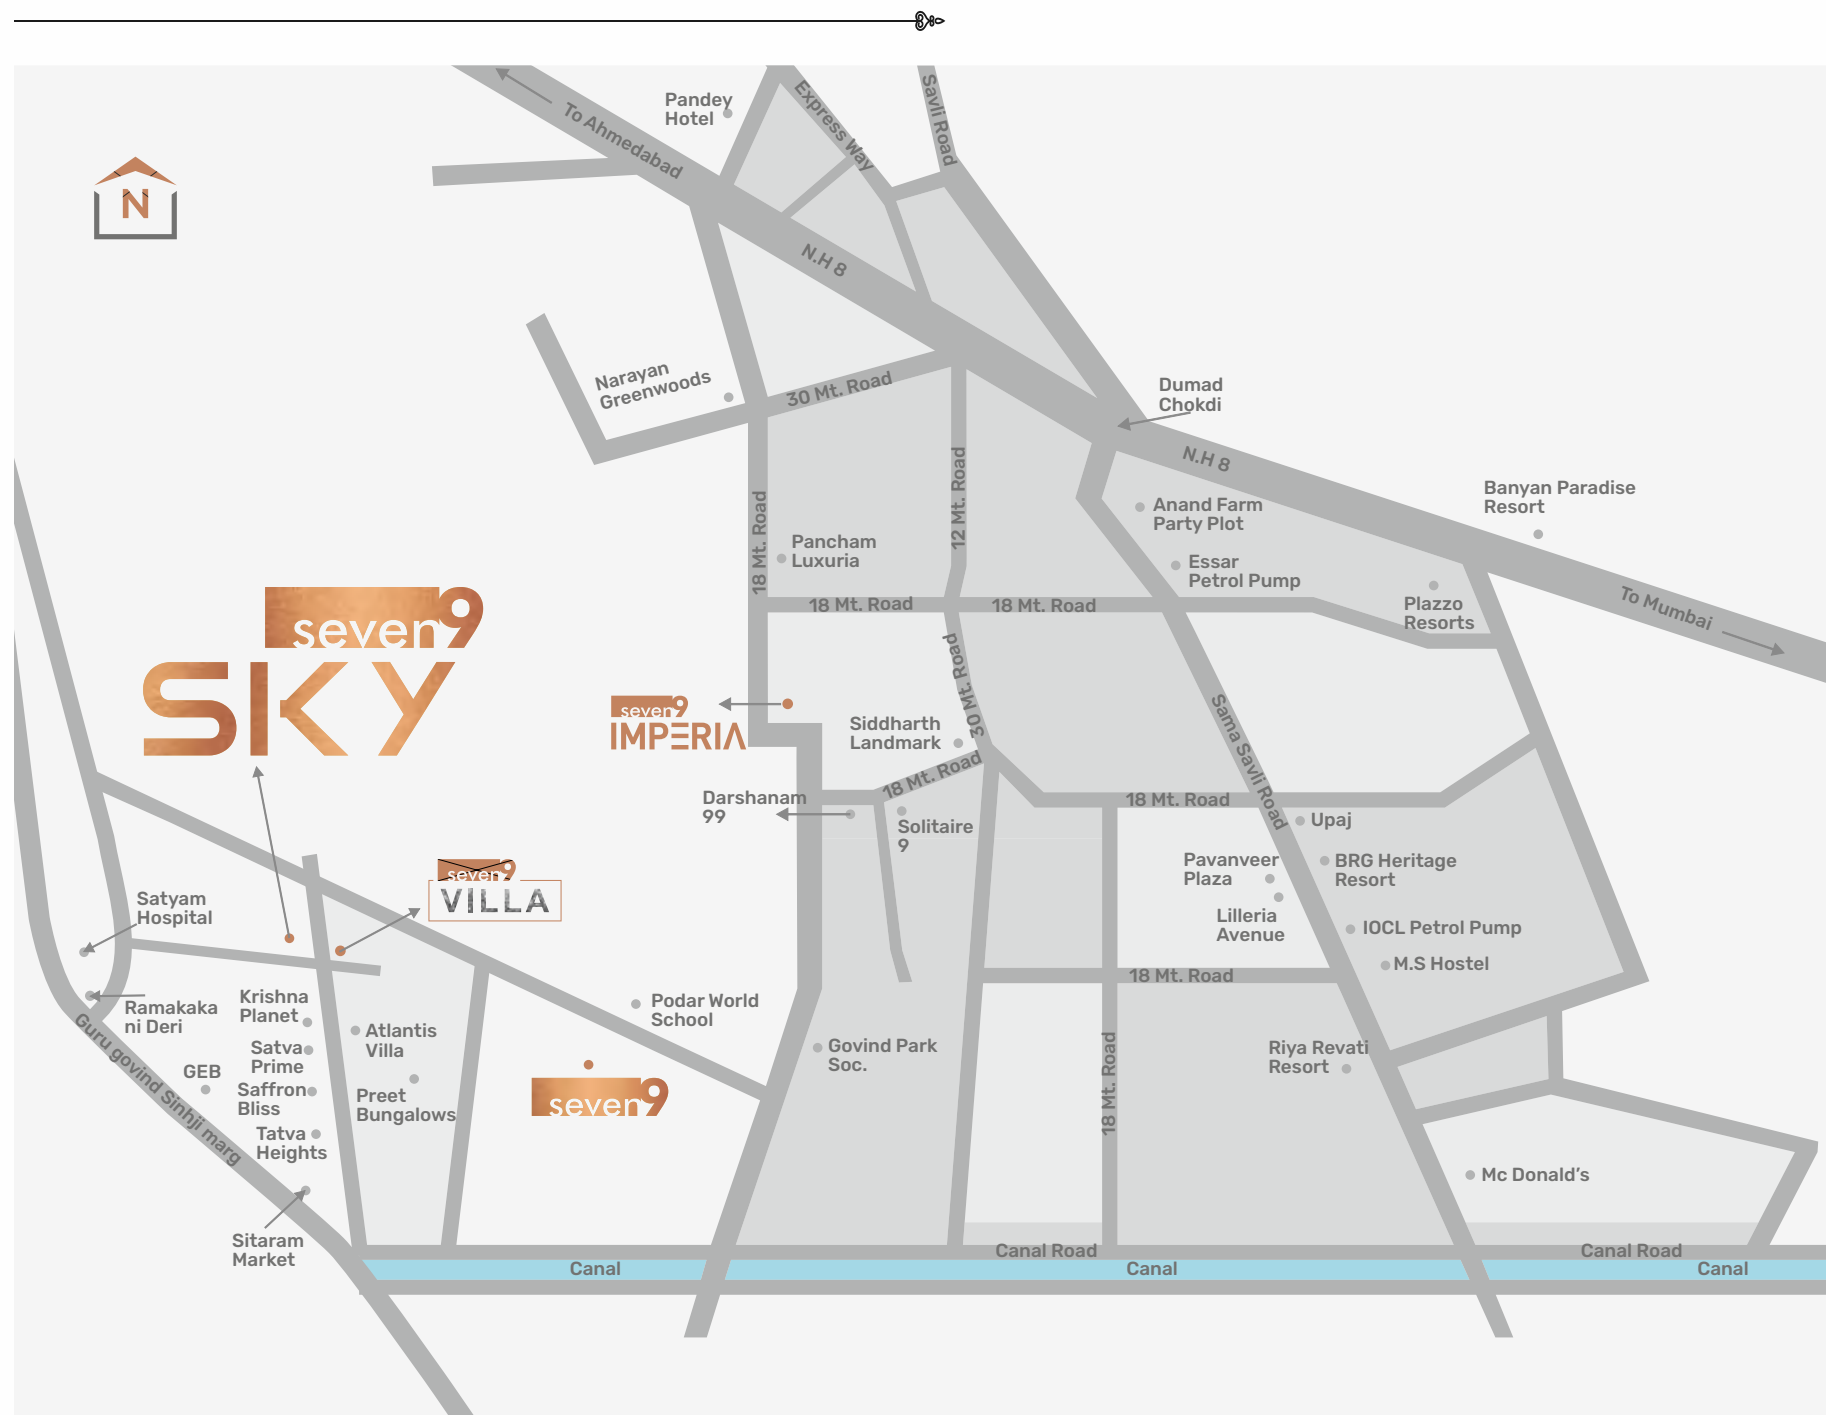 Pandey
Hotel
Express Way
Savli Road
To Ahmedabad
N
N.H 8
Narayan
Greenwoods
30 Mt. Road
Dumad
Chokdi
N.H 8
Banyan Paradise
Resort
12 Mt. Road
18 Mt. Road
Anand Farm
Party Plot
Pancham
Luxuria
Essar
Petrol Pump
Plazzo
Resorts
To Mumbai
18 Mt. Road
18 Mt. Road
seven9
SKY
30 Mt. Road
Sama Savli Road
seven9
IMPERIA
Siddharth
Landmark
18 Mt. Road
Darshanam
99
Solitaire
9
18 Mt. Road
Upaj
Pavanveer
Plaza
BRG Heritage
Resort
Lilleria
Avenue
IOCL Petrol Pump
M.S Hostel
18 Mt. Road
seven9
VILLA
Satyam
Hospital
Ramakaka
ni Deri
Krishna
Planet
Podar World
School
Guru govind Sinhji marg
Atlantis
Villa
Satva
Prime
GEB
Saffron
Bliss
Preet
Bungalows
seven9
Govind Park
Soc.
18 Mt. Road
Riya Revati
Resort
Tatva
Heights
Mc Donald's
Sitaram
Market
Canal Road
Canal Road
Canal
Canal
Canal